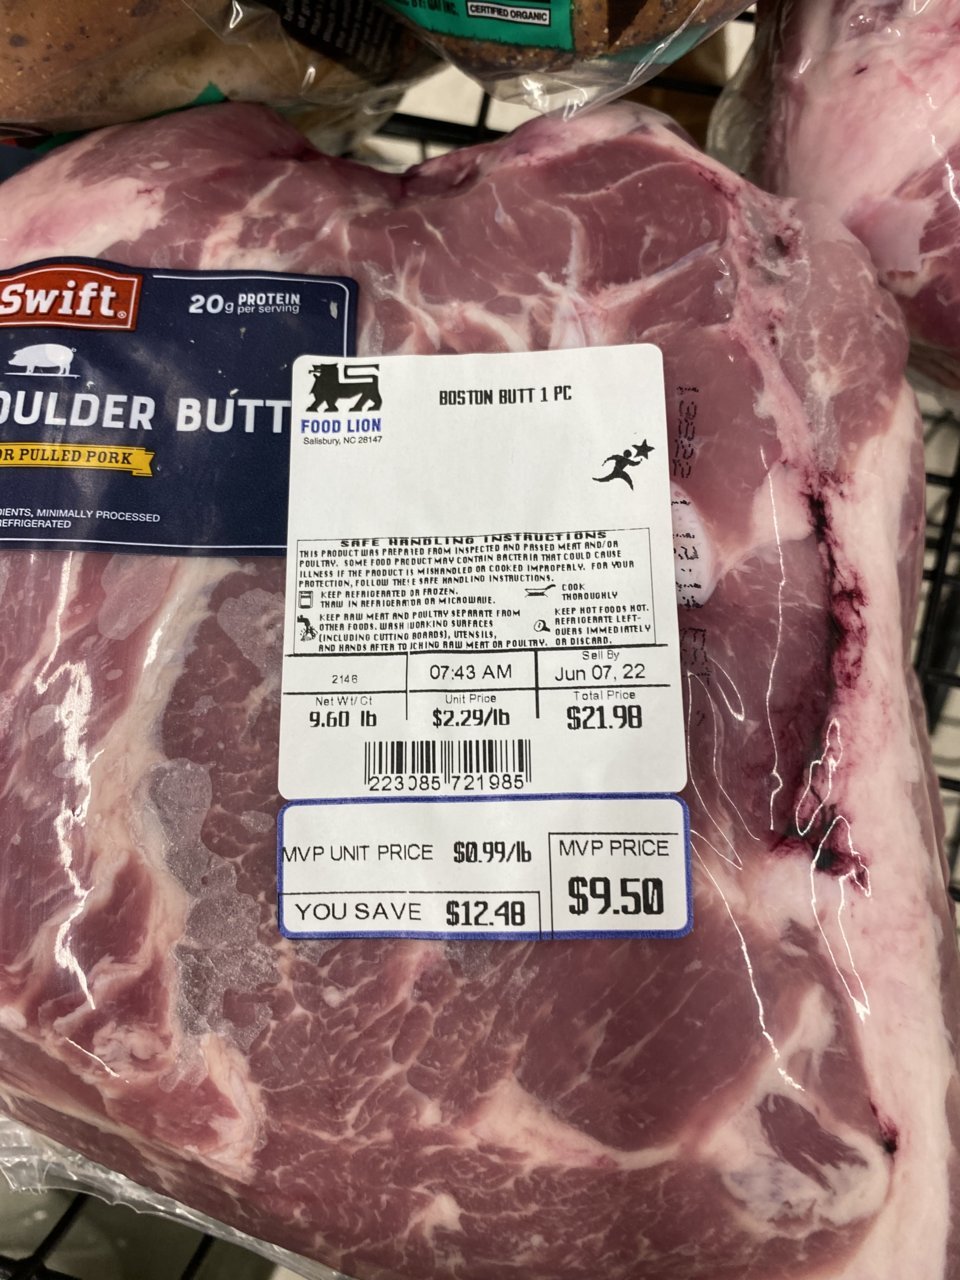 CERTIFIED ORGANIC
Swift®
20g PROTEIN
per serving
OULDER BUTT
OR PULLED PORK
IENTS, MINIMALLY PROCESSED
EFRIGERATED
FOOD LION
Salisbury, NC 28147
BOSTON BUTT 1 PC
SAFE HANDLING INSTRUCTIONS
THIS PRODUCT WAS PREPARED FROM INSPECTED AND PASSED MEAT AND/OR
POULTRY. SOME FOOD PRODUCT MAY CONTAIN BACTERIA THAT COULD CAUSE
ILLNESS IF THE PRODUCT IS MISHANDLED OR COOKED IMPROPERLY. FOR YOUR
PROTECTION, FOLLOW THESE SAFE HANDLING INSTRUCTIONS.
KEEP REFRIGERATED OR FROZEN.
THAW IN REFRIGERATOR OR MICROWAVE.
COOK
THOROUGHLY
KEEP RAW MEAT AND POULTRY SEPARATE FROM
OTHER FOODS. WASH WORKING SURFACES
(INCLUDING CUTTING BOARDS), UTENSILS,
AND HANDS AFTER TOUCHING RAW MEAT OR POULTRY.
KEEP HOT FOODS HOT.
REFRIGERATE LEFT-
OVERS IMMEDIATELY
OR DISCARD.
2146
07:43 AM
Sell By
Jun 07, 22
Net Wt/Ct
9.60 lb
Unit Price
$2.29/lb
Total Price
$21.98
223085 721985
MVP UNIT PRICE $0.99/lb
MVP PRICE
$9.50
YOU SAVE $12.48